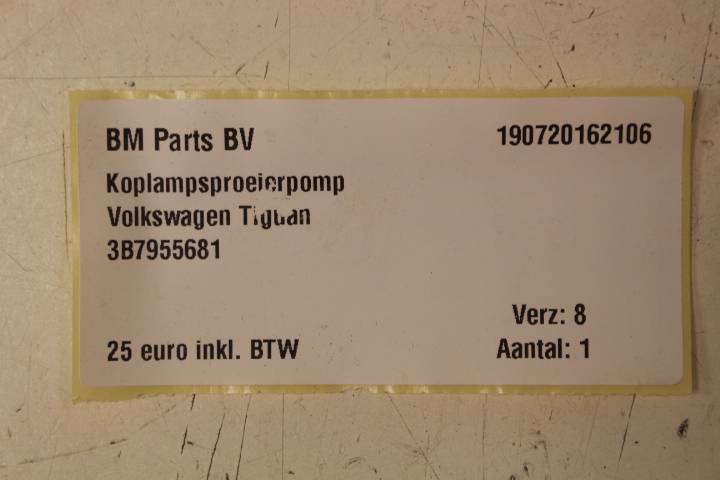 BM Parts BV
190720162106
Koplampsproeierpomp
Volkswagen Tiguan
3B7955681
Verz: 8
25 euro inkl. BTW
Aantal: 1